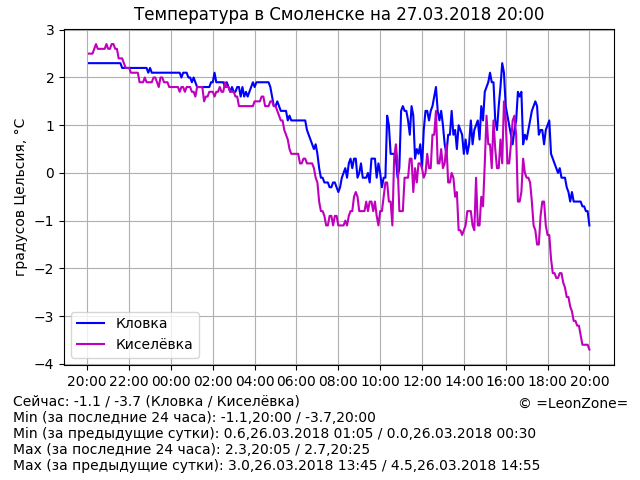 Температура в Смоленске на 27.03.2018 20:00
градусов Цельсия, °C
3
2
1
0
−1
−2
−3
−4
Кловка
Киселёвка
20:00 22:00 00:00 02:00 04:00 06:00 08:00 10:00 12:00 14:00 16:00 18:00 20:00
Сейчас: -1.1 / -3.7 (Кловка / Киселёвка)
© =LeonZone=
Min (за последние 24 часа): -1.1,20:00 / -3.7,20:00
Min (за предыдущие сутки): 0.6,26.03.2018 01:05 / 0.0,26.03.2018 00:30
Max (за последние 24 часа): 2.3,20:05 / 2.7,20:25
Max (за предыдущие сутки): 3.0,26.03.2018 13:45 / 4.5,26.03.2018 14:55